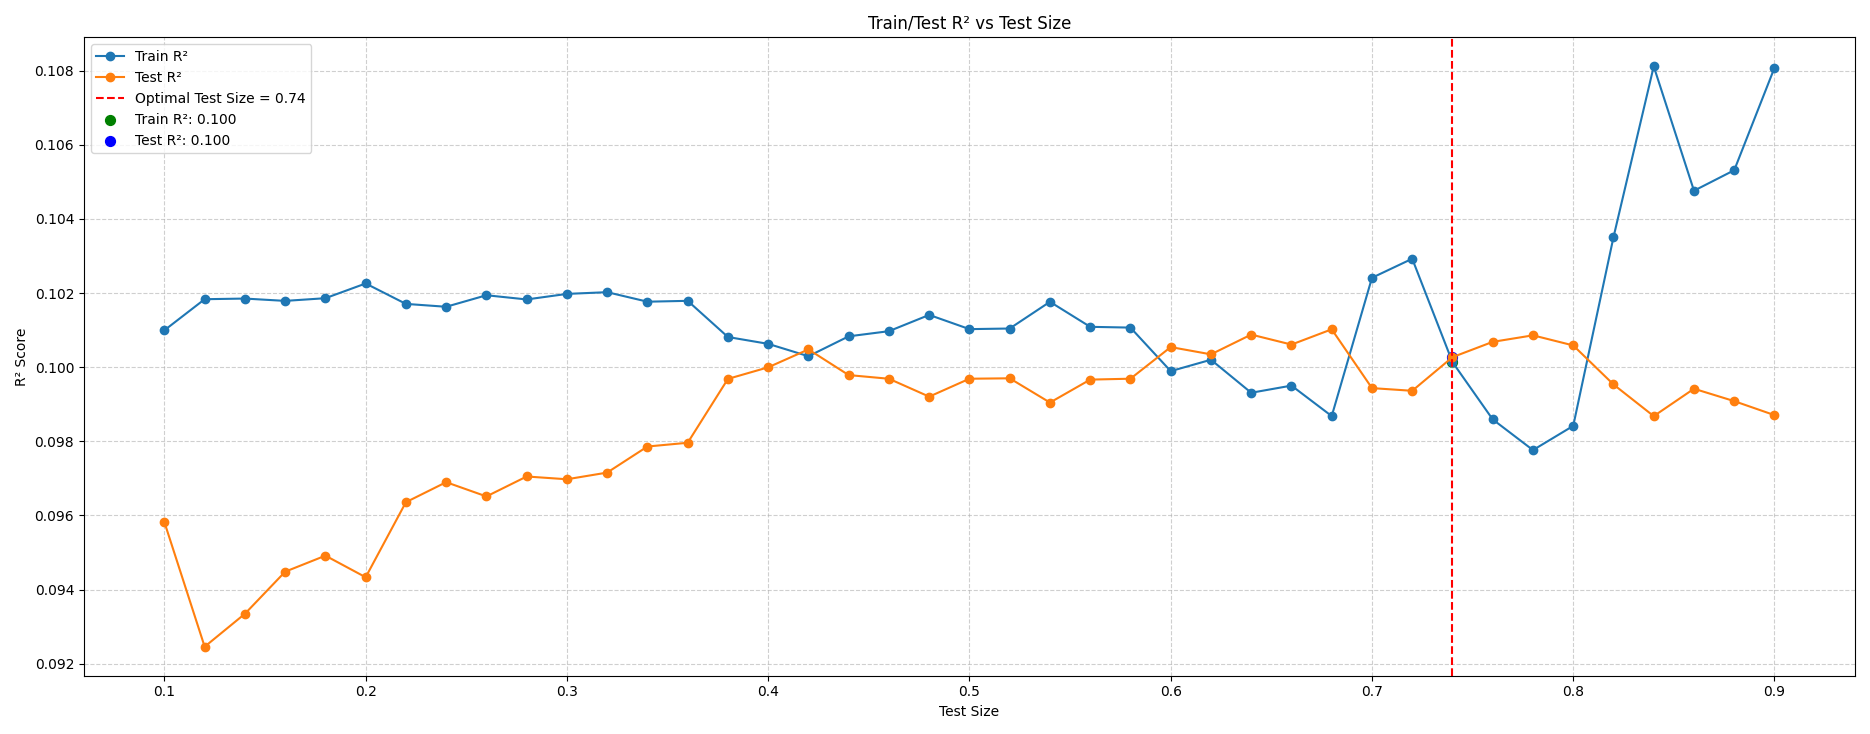 Train/Test R² vs Test Size
Train R²
Test R²
Optimal Test Size = 0.74
Train R²: 0.100
Test R²: 0.100
R² Score
0.108
0.106
0.104
0.102
0.100
0.098
0.096
0.094
0.092
0.1 0.2 0.3 0.4 0.5 0.6 0.7 0.8 0.9
Test Size